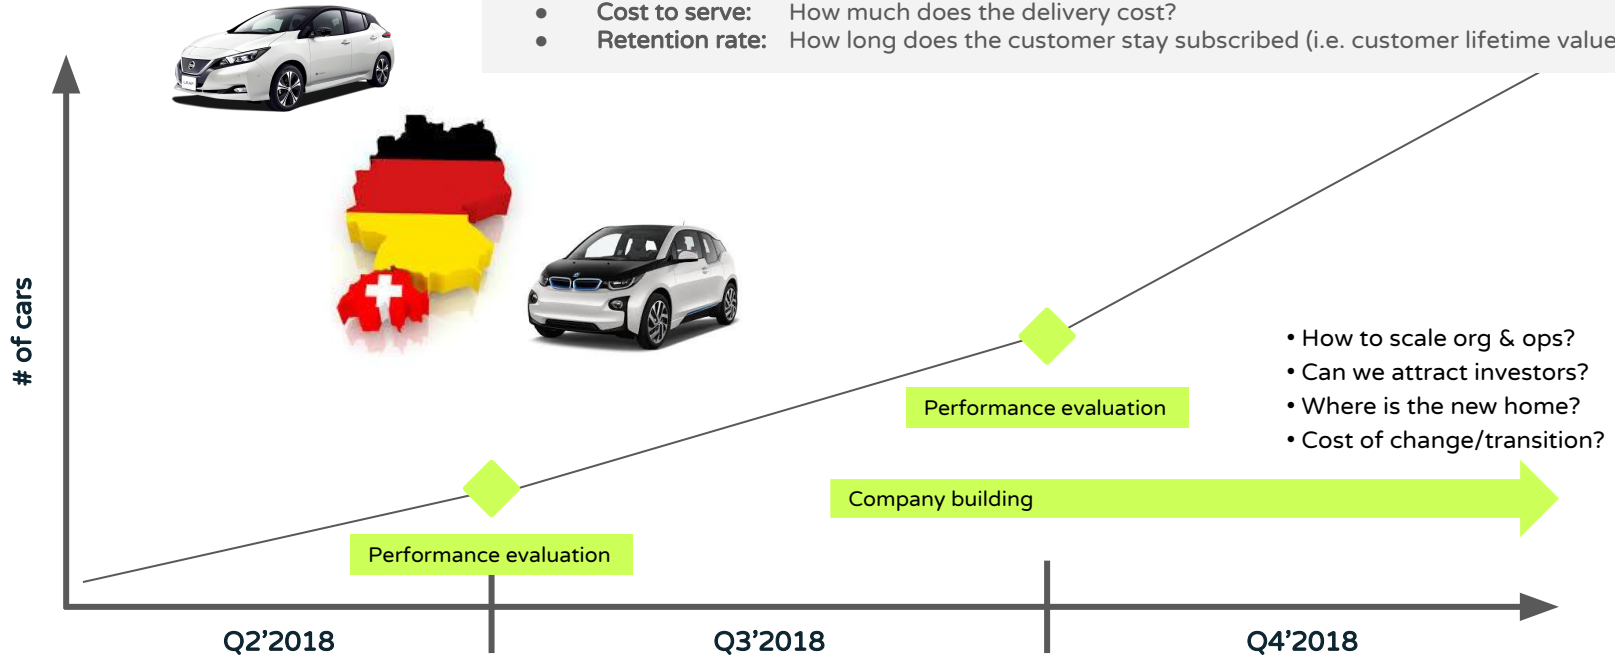 ● Cost to serve: How much does the delivery cost?
● Retention rate: How long does the customer stay subscribed (i.e. customer lifetime value
# of cars
• How to scale org & ops?
• Can we attract investors?
• Where is the new home?
• Cost of change/transition?
Performance evaluation
Company building
Performance evaluation
Q2’2018
Q3’2018
Q4’2018